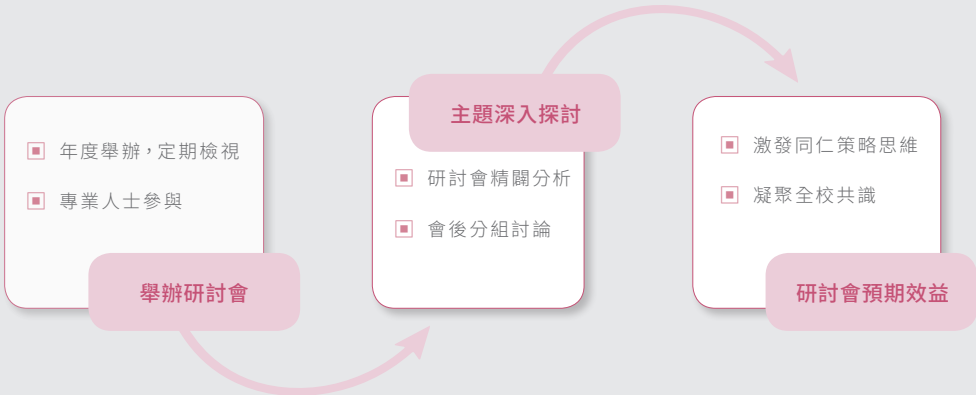 年度舉辦，定期檢視
專業人士參與
舉辦研討會
主題深入探討
研討會精闢分析
會後分組討論
激發同仁策略思維
凝聚全校共識
研討會預期效益